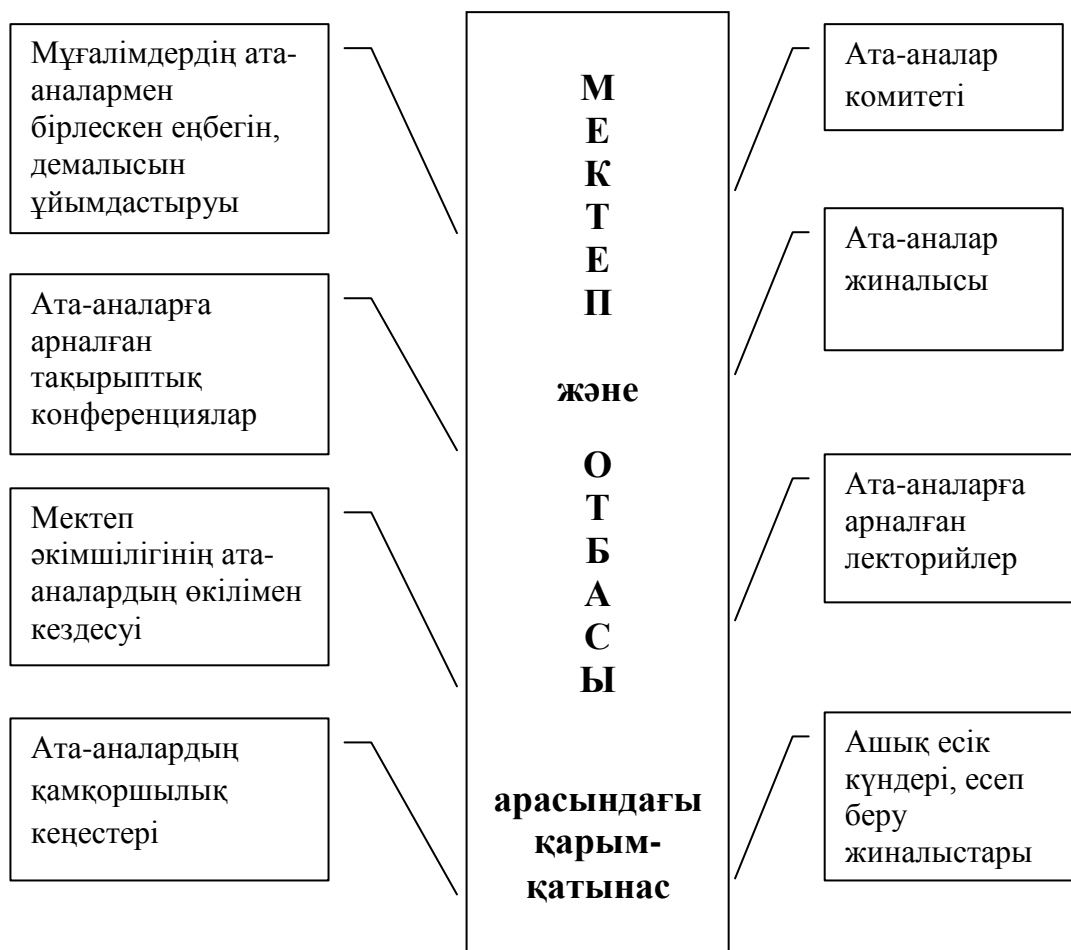 Мұғалімдердің ата-
аналармен
бірлескен еңбегін,
демалысын
ұйымдастыруы
Ата-аналарға
арналған
тақырыптық
конференциялар
Мектеп
әкімшілігінің ата-
аналардың өкілімен
кездесуі
Ата-аналардың
қамқоршылық
кеңестері
М
Е
К
Т
Е
П
және
О
Т
Б
А
С
Ы
арасындағы
қарым-
қатынас
Ата-аналар
комитеті
Ата-аналар
жиналысы
Ата-аналарға
арналған
лекторийлер
Ашық есік
күндері, есеп
беру
жиналыстары